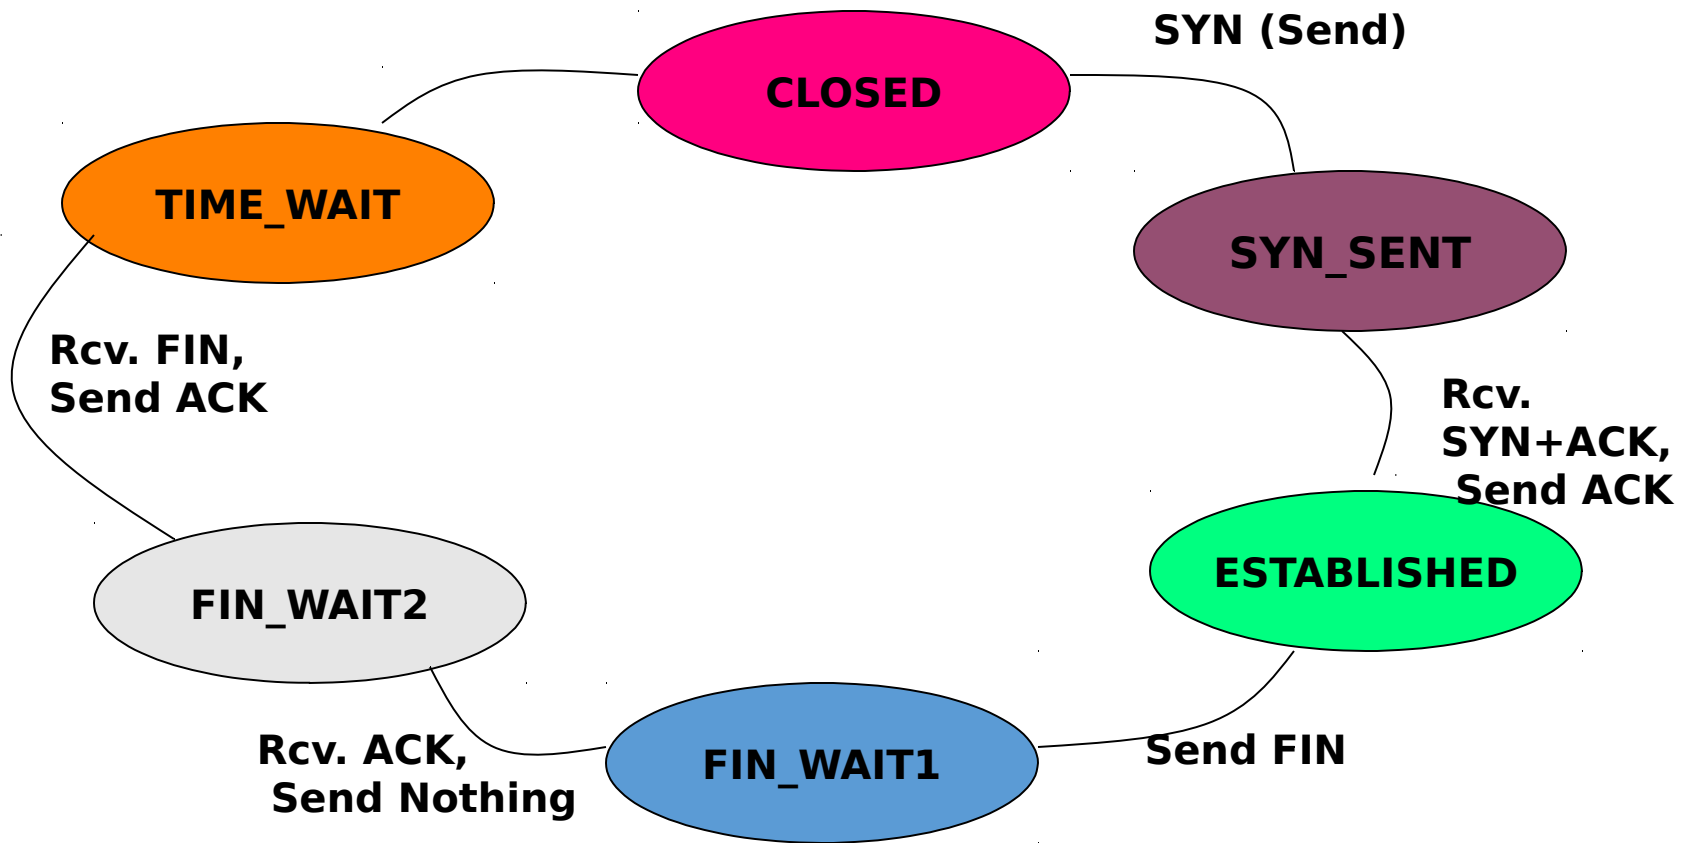 SYN (Send)
CLOSED
TIME_WAIT
SYN_SENT
Rcv. FIN,
Send ACK
Rcv.
SYN+ACK,
Send ACK
ESTABLISHED
FIN_WAIT2
Rcv. ACK,
Send Nothing
FIN_WAIT1
Send FIN